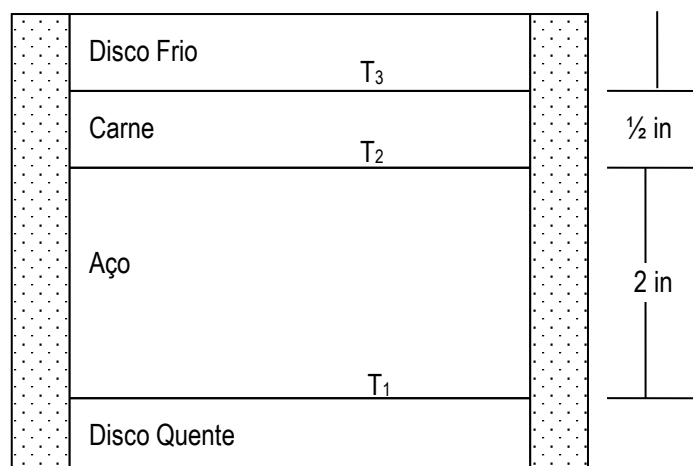 Disco Frio
T₃
Carne
½ in
T₂
Aço
2 in
T₁
Disco Quente